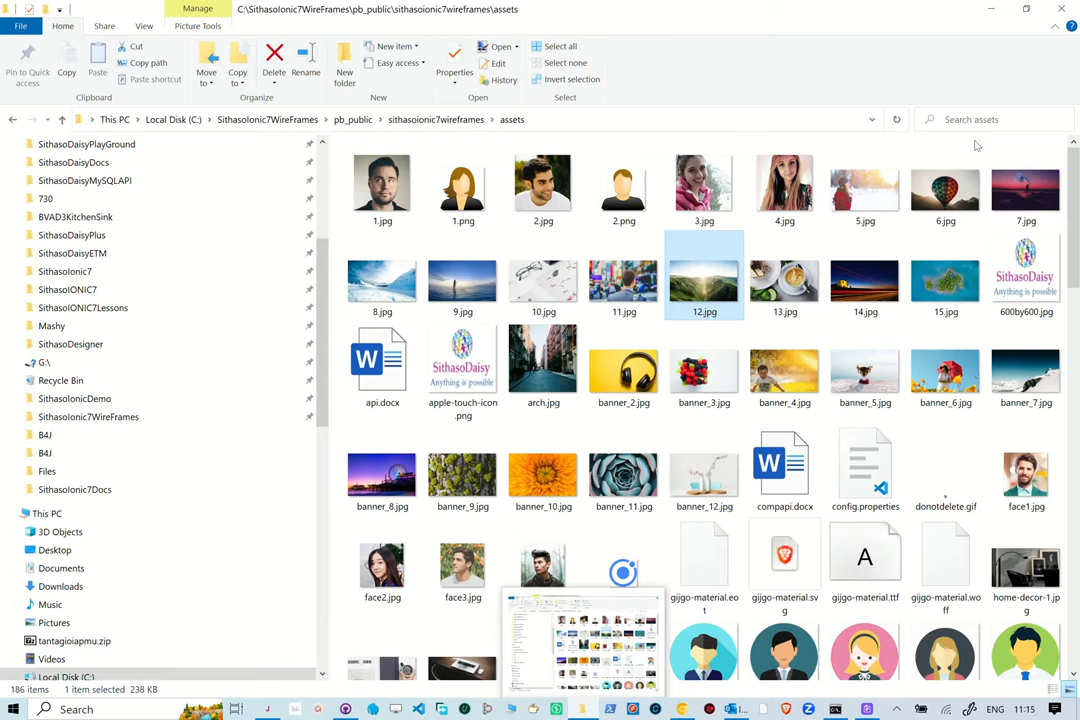 Manage
C:\SithasoIonic7WireFrames\pb_public\sithasoionic7wireframes\assets
File
Home
Share
View
Picture Tools
Pin to Quick access
Copy
Paste
Cut
Copy path
Paste shortcut
Clipboard
Move to
Copy to
Delete
Rename
Organize
New folder
New item
Easy access
New
Properties
Open
Edit
History
Open
Select all
Select none
Invert selection
Select
This PC
Local Disk (C:)
SithasoIonic7WireFrames
pb_public
sithasoionic7wireframes
assets
Search assets
SithasoDaisyPlayGround
SithasoDaisyDocs
SithasoDaisyMySQLAPI
730
BVAD3KitchenSink
SithasoDaisyPlus
SithasoDaisyETM
SithasoIonic7
SithasoIONIC7
SithasoIONIC7Lessons
Mashy
SithasoDesigner
G:\
Recycle Bin
SithasoIonicDemo
SithasoIonic7WireFrames
B4J
B4J
Files
SithasoIonic7Docs
This PC
3D Objects
Desktop
Documents
Downloads
Music
Pictures
tantagioiapmu.zip
Videos
Local Disk (C:)
1.jpg
1.png
2.jpg
2.png
3.jpg
4.jpg
5.jpg
6.jpg
7.jpg
SithasoDaisy
Anything is possible
8.jpg
9.jpg
10.jpg
11.jpg
12.jpg
13.jpg
14.jpg
15.jpg
600by600.jpg
W
SithasoDaisy
Anything is possible
api.docx
apple-touch-icon
.png
arch.jpg
banner_2.jpg
banner_3.jpg
banner_4.jpg
banner_5.jpg
banner_6.jpg
banner_7.jpg
W
banner_8.jpg
banner_9.jpg
banner_10.jpg
banner_11.jpg
banner_12.jpg
compapi.docx
config.properties
donotdelete.gif
face1.jpg
A
face2.jpg
face3.jpg
gijgo-material.eo
t
gijgo-material.sv
g
gijgo-material.ttf
gijgo-material.wo
ff
home-decor-1.jp
g
186 items
1 item selected 238 KB
Search
ENG
11:15